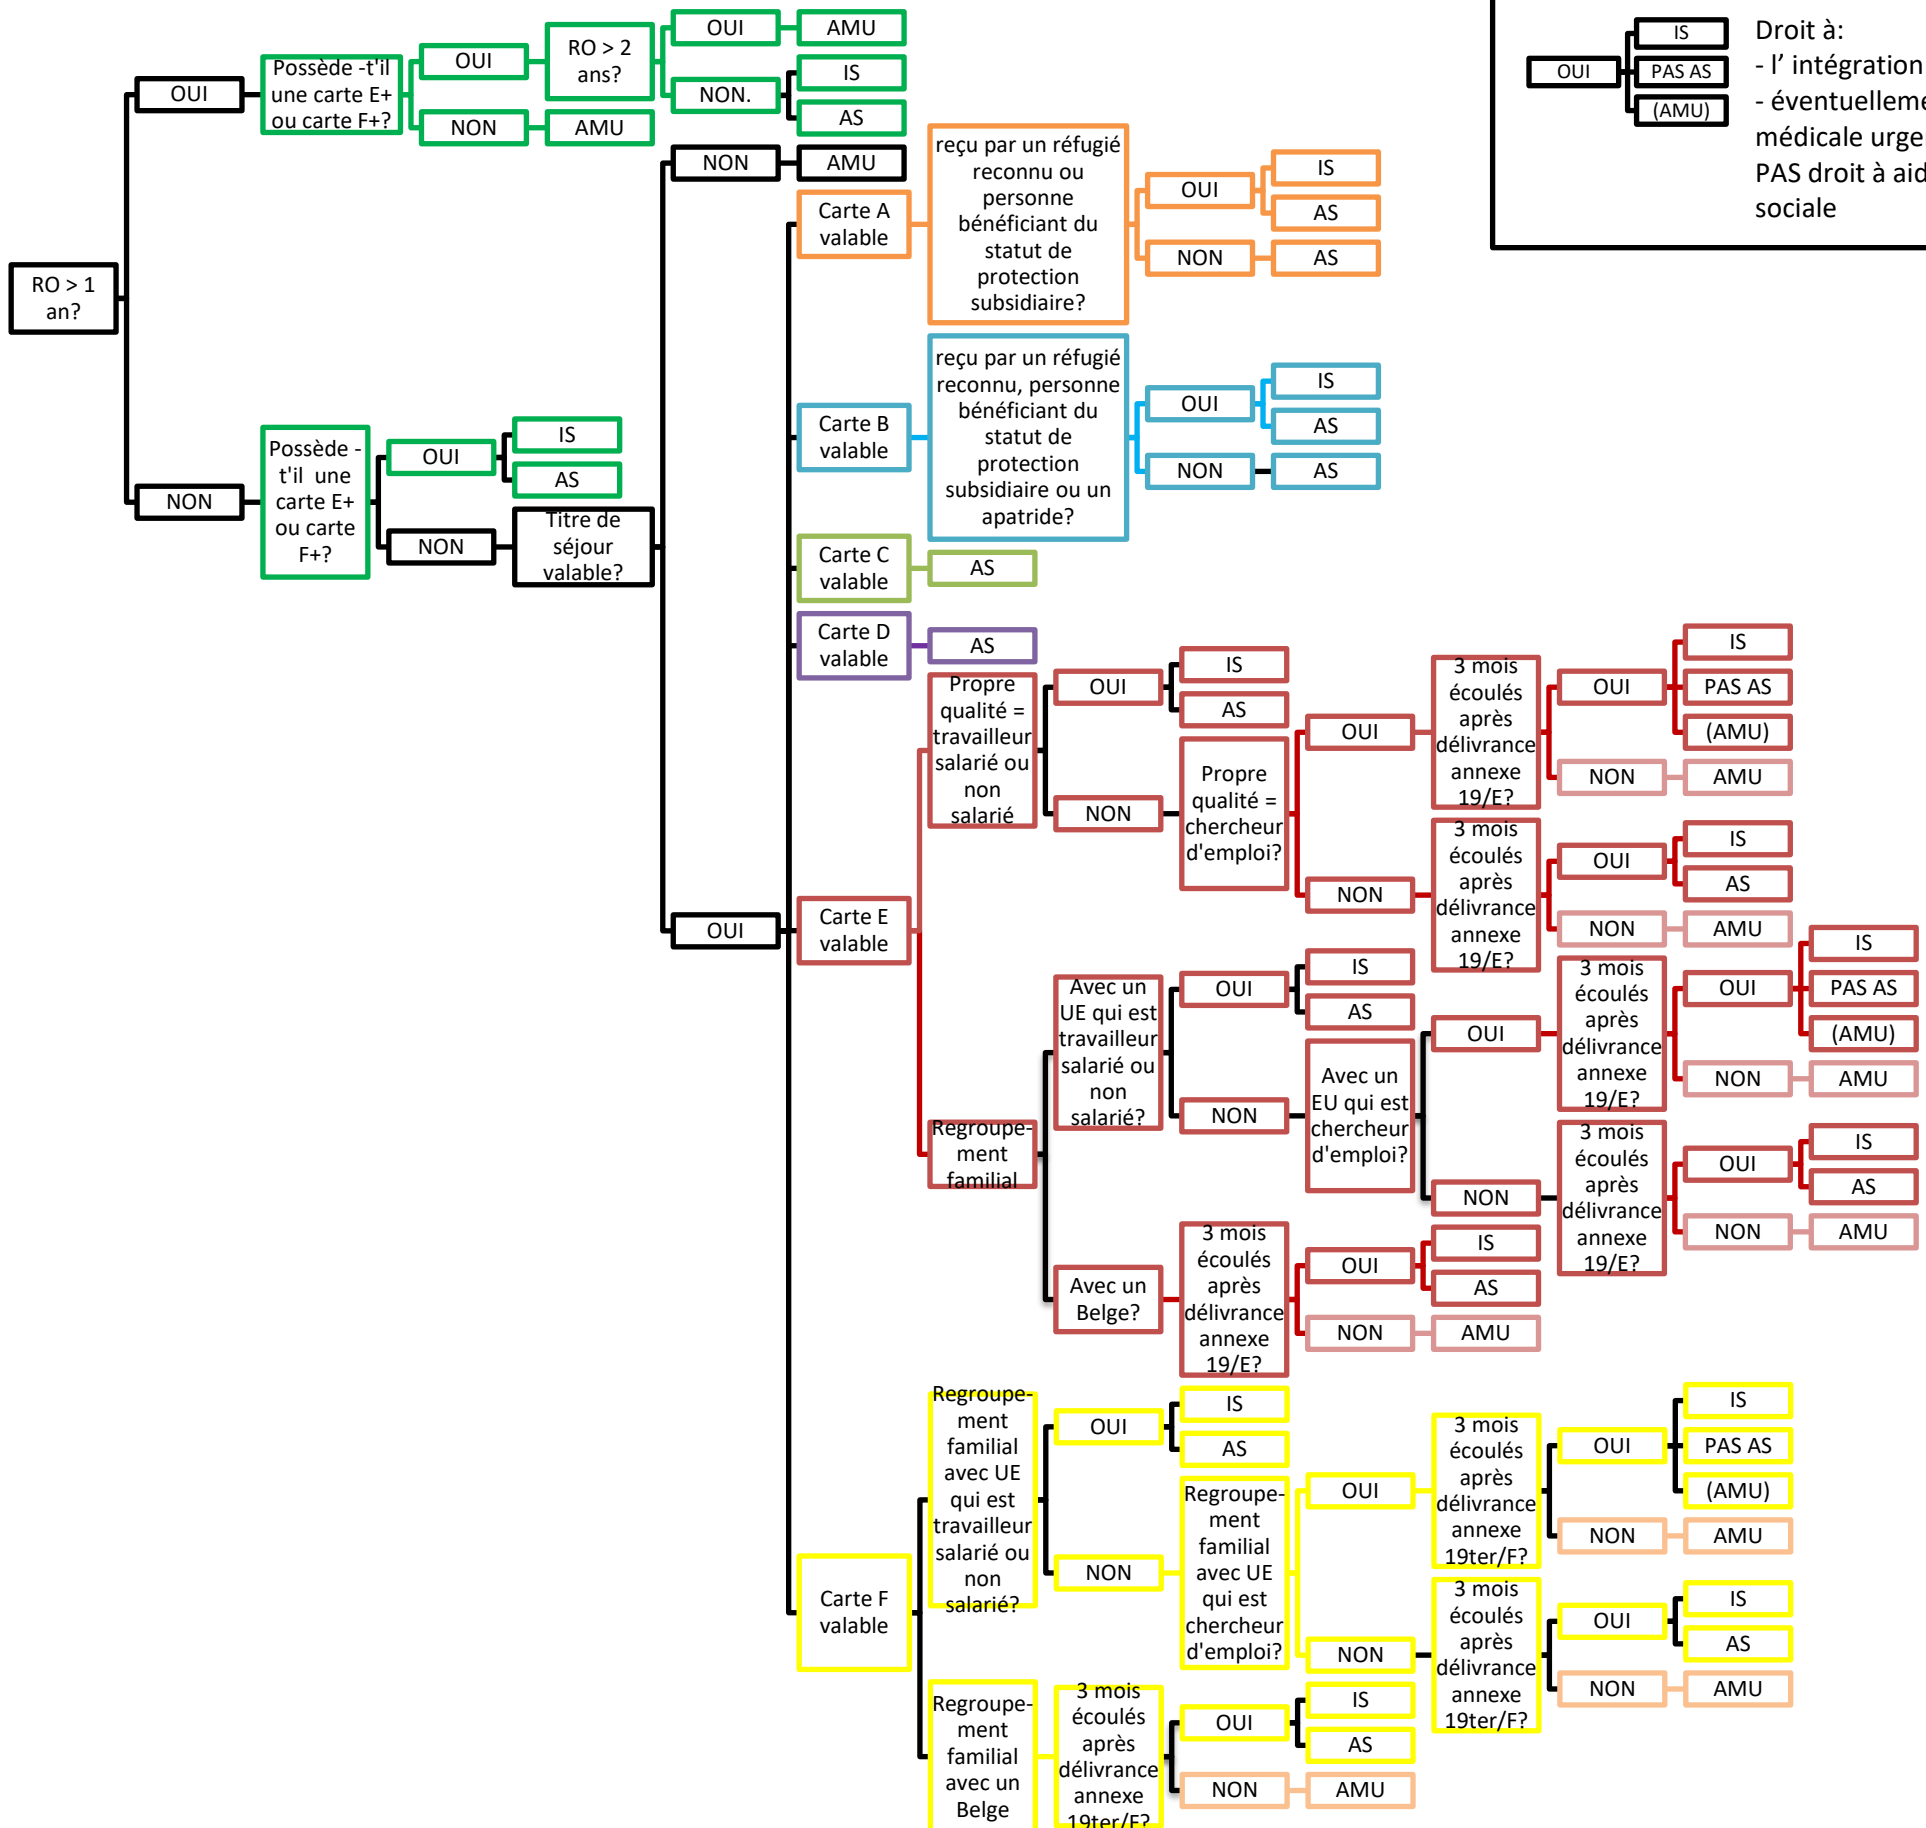 RO > 1
an?
OUI
Possède -t'il
une carte E+
ou carte F+?
OUI
RO > 2
ans?
OUI
AMU
NON.
IS
AS
NON
AMU
NON
Possède -
t'il une
carte E+
ou carte
F+?
OUI
IS
AS
NON
Titre de
séjour
valable?
NON
AMU
OUI
Carte A
valable
reçu par un réfugié
reconnu ou
personne
bénéficiant du
statut de
protection
subsidiaire?
OUI
IS
AS
NON
AS
Carte B
valable
reçu par un réfugié
reconnu, personne
bénéficiant du
statut de
protection
subsidiaire ou un
apatride?
OUI
IS
AS
NON
AS
Carte C
valable
AS
Carte D
valable
AS
Carte E
valable
Propre
qualité =
travailleur
salarié ou
non
salarié
OUI
IS
AS
NON
Propre
qualité =
chercheur
d'emploi?
OUI
3 mois
écoulés
après
délivrance
annexe
19/E?
OUI
IS
PAS AS
(AMU)
NON
AMU
NON
3 mois
écoulés
après
délivrance
annexe
19/E?
OUI
IS
AS
NON
AMU
Regroupe-
ment
familial
Avec un
UE qui est
travailleur
salarié ou
non
salarié?
OUI
IS
AS
NON
Avec un
EU qui est
chercheur
d'emploi?
OUI
3 mois
écoulés
après
délivrance
annexe
19/E?
OUI
IS
PAS AS
(AMU)
NON
AMU
NON
3 mois
écoulés
après
délivrance
annexe
19/E?
OUI
IS
AS
NON
AMU
Avec un
Belge?
3 mois
écoulés
après
délivrance
annexe
19/E?
OUI
IS
AS
NON
AMU
Carte F
valable
Regroupe-
ment
familial
avec UE
qui est
travailleur
salarié ou
non
salarié?
OUI
IS
AS
NON
Regroupe-
ment
familial
avec UE
qui est
chercheur
d'emploi?
OUI
3 mois
écoulés
après
délivrance
annexe
19ter/F?
OUI
IS
PAS AS
(AMU)
NON
AMU
NON
3 mois
écoulés
après
délivrance
annexe
19ter/F?
OUI
IS
AS
NON
AMU
Regroupe-
ment
familial
avec un
Belge
3 mois
écoulés
après
délivrance
annexe
19ter/F?
OUI
IS
AS
NON
AMU
OUI
IS
PAS AS
(AMU)
Droit à:
- l' intégration
- éventuelleme
médicale urge
PAS droit à aid
sociale